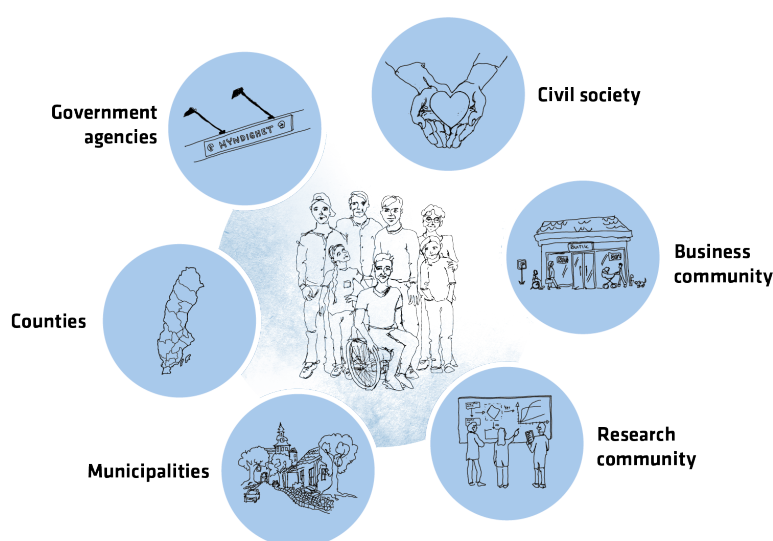 Civil society
Government
agencies
MYNDIGHET
Business
community
BUTIK
Counties
Research
community
Municipalities